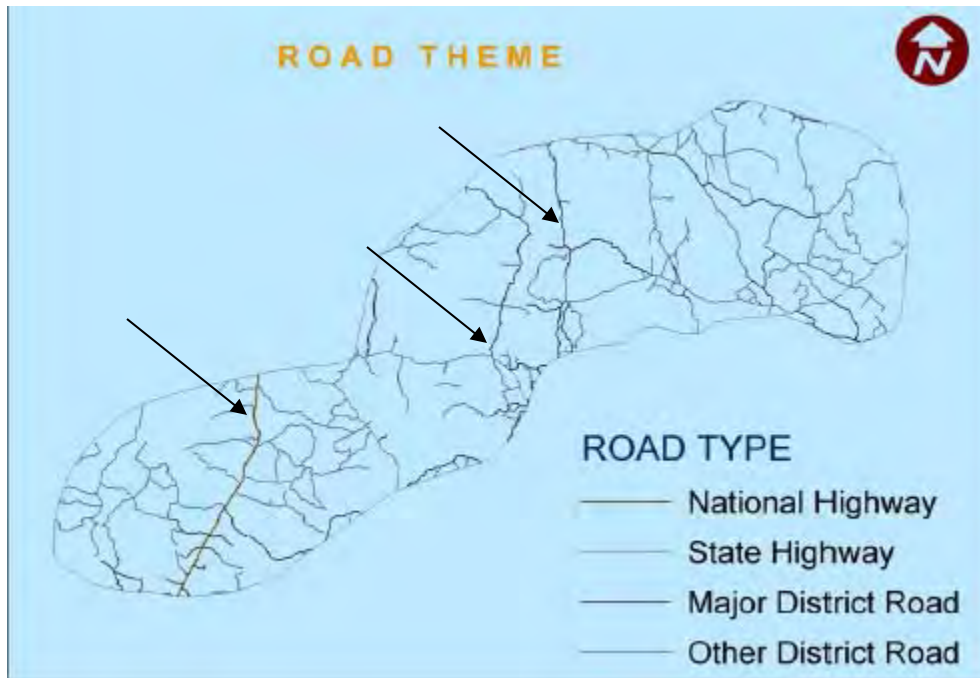 ROAD THEME
N
ROAD TYPE
National Highway
State Highway
Major District Road
Other District Road